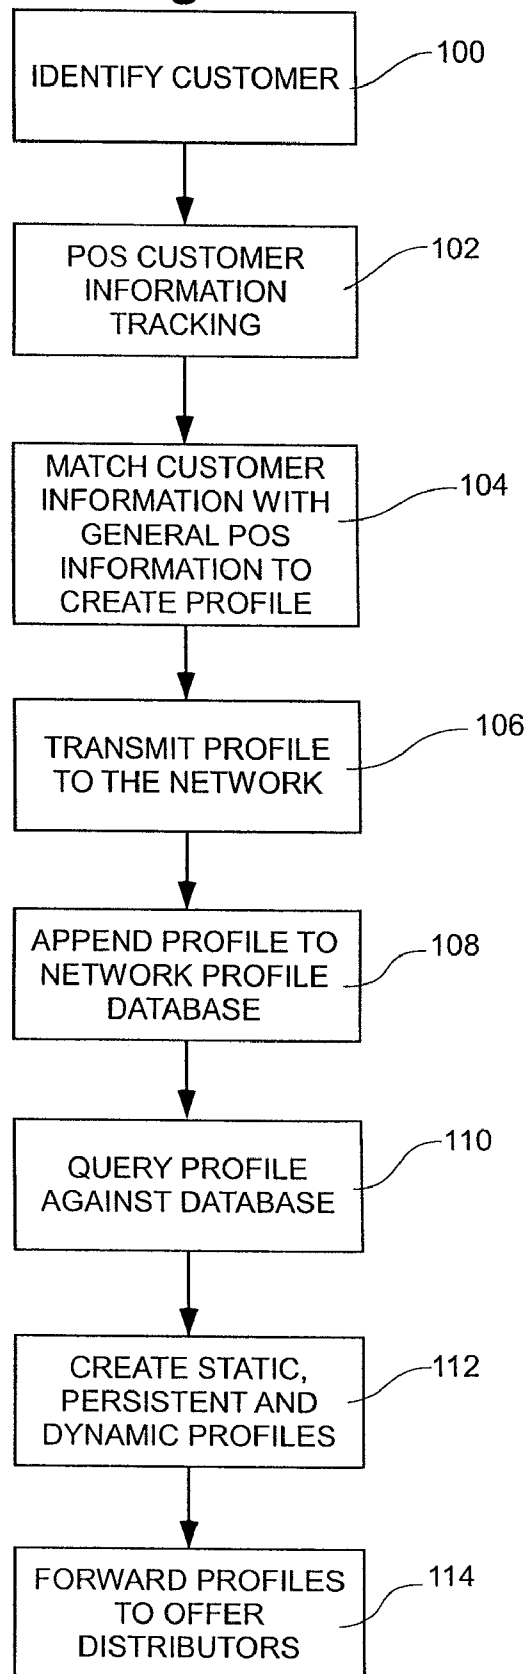 IDENTIFY CUSTOMER
100
POS CUSTOMER
INFORMATION
TRACKING
102
MATCH CUSTOMER
INFORMATION WITH
GENERAL POS
INFORMATION TO
CREATE PROFILE
104
TRANSMIT PROFILE
TO THE NETWORK
106
APPEND PROFILE TO
NETWORK PROFILE
DATABASE
108
QUERY PROFILE
AGAINST DATABASE
110
CREATE STATIC,
PERSISTENT AND
DYNAMIC PROFILES
112
FORWARD PROFILES
TO OFFER
DISTRIBUTORS
114